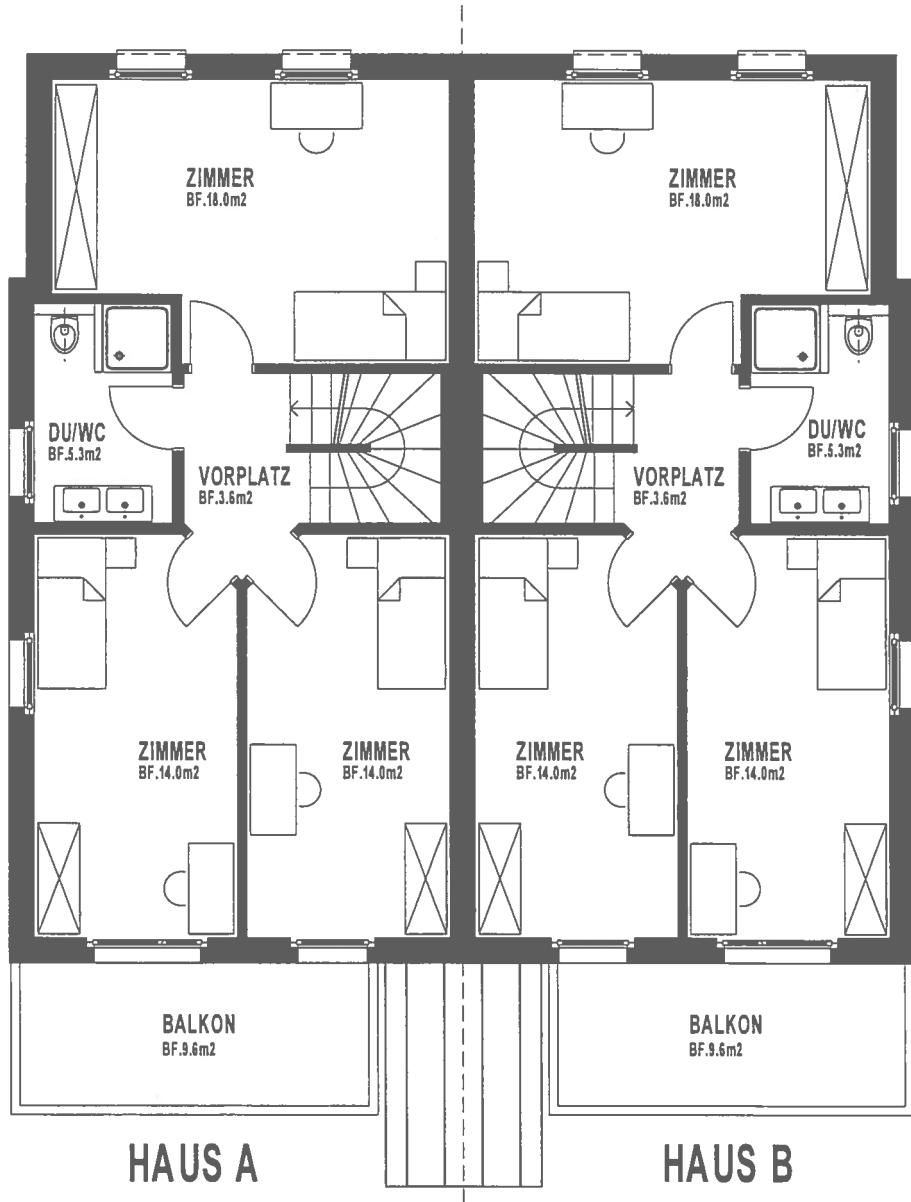 ZIMMER
BF.18.0m2
ZIMMER
BF.18.0m2
DU/WC
BF.5.3m2
VORPLATZ
BF.3.6m2
VORPLATZ
BF.3.6m2
DU/WC
BF.5.3m2
ZIMMER
BF.14.0m2
ZIMMER
BF.14.0m2
ZIMMER
BF.14.0m2
ZIMMER
BF.14.0m2
BALKON
BF.9.6m2
BALKON
BF.9.6m2
HAUS A
HAUS B